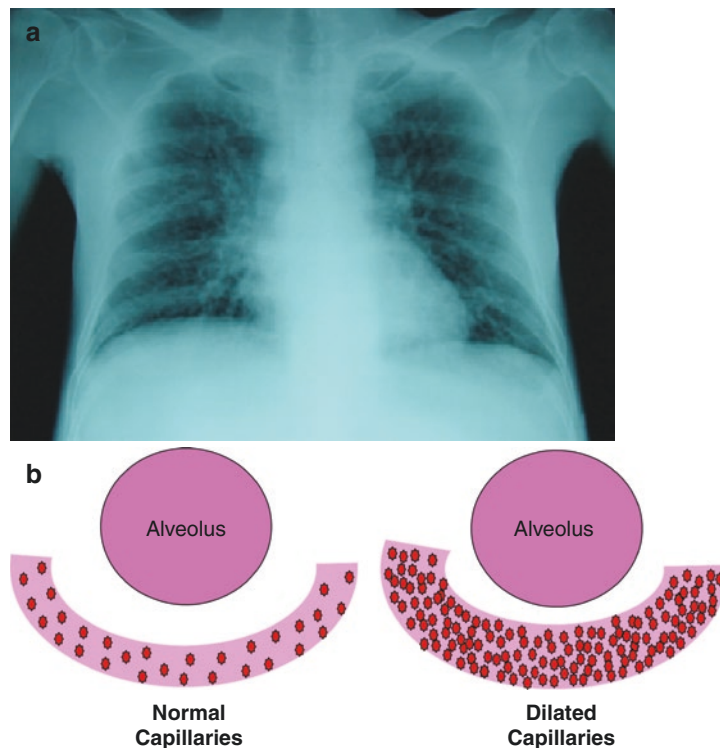 a
b
Alveolus
Alveolus
Normal
Capillaries
Dilated
Capillaries